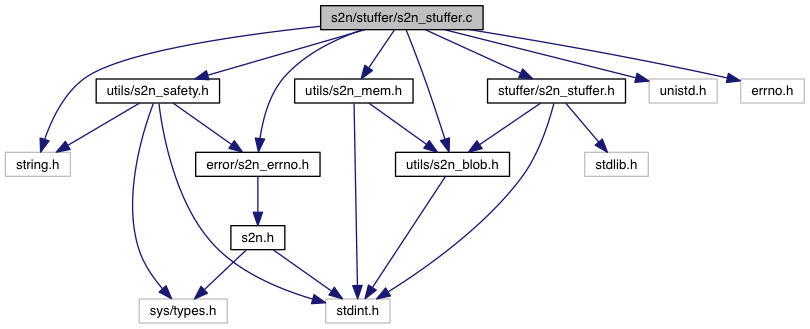 s2n/stuffer/s2n_stuffer.c
utils/s2n_safety.h
utils/s2n_mem.h
stuffer/s2n_stuffer.h
unistd.h
errno.h
string.h
error/s2n_errno.h
utils/s2n_blob.h
stdlib.h
s2n.h
sys/types.h
stdint.h